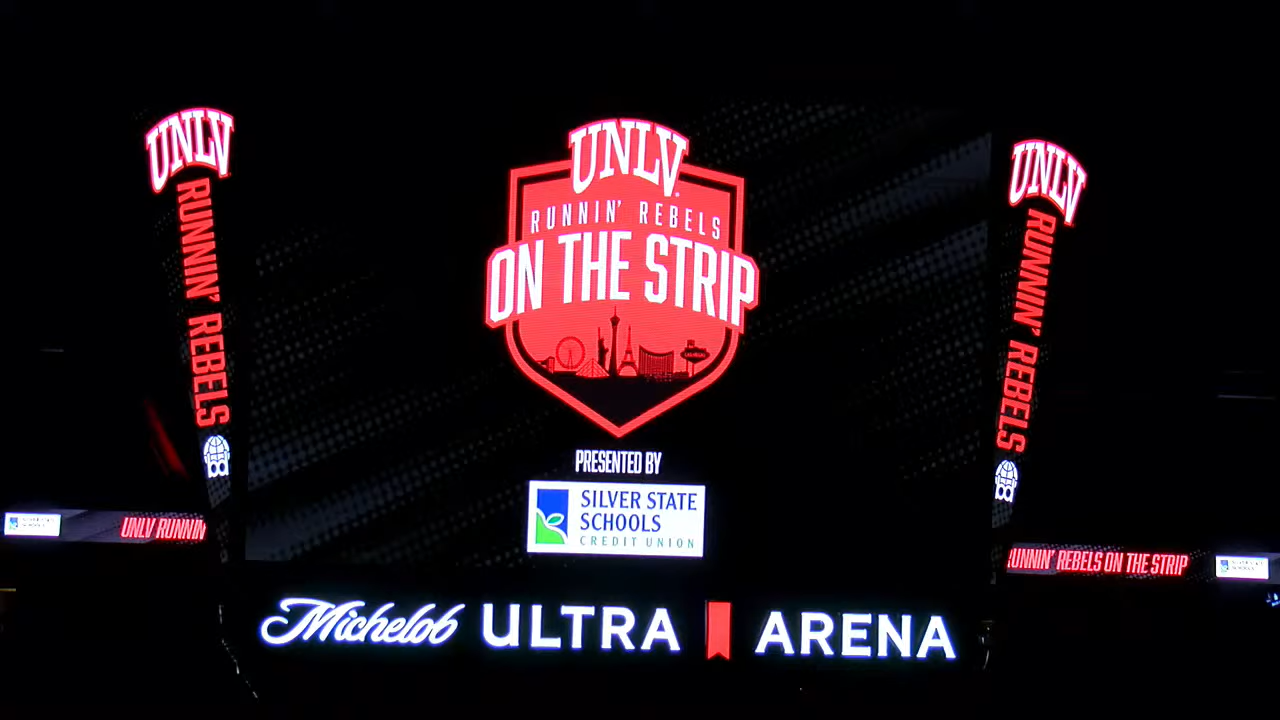 UNLV
RUNNIN' REBELS
UNLV
RUNNIN' REBELS
ON THE STRIP
PRESENTED BY
SILVER STATE
SCHOOLS
CREDIT UNION
UNLV
RUNNIN' REBELS
UNLV RUNNIN
RUNNIN' REBELS ON THE STRIP
Michelob ULTRA ARENA